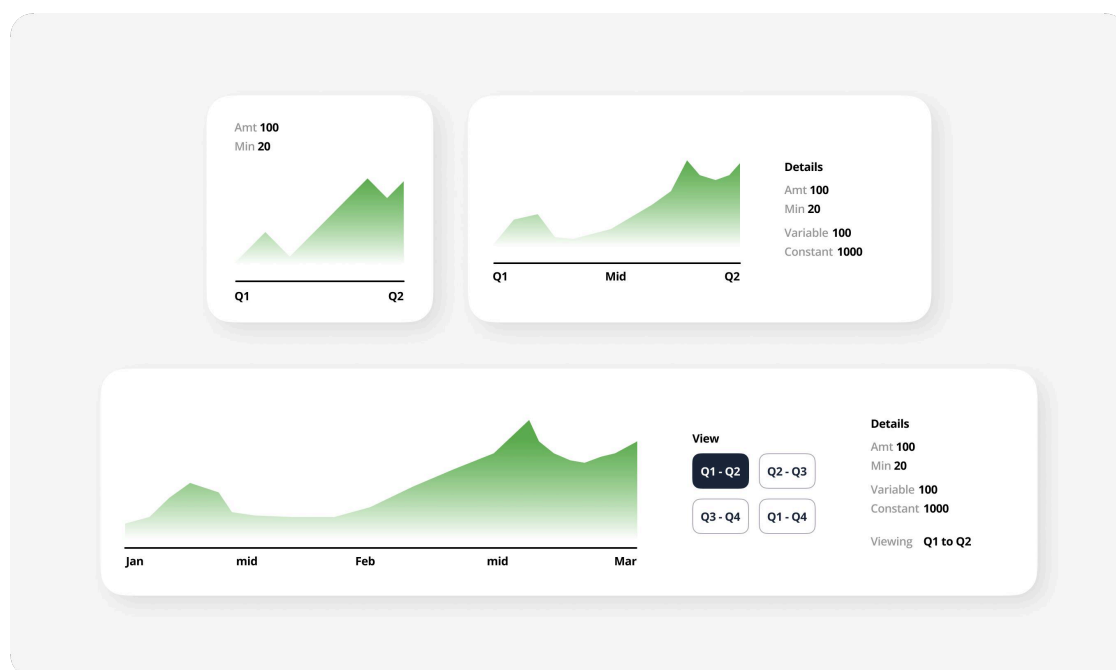 Amt 100
Min 20
Q1 Q2
Details
Amt 100
Min 20
Variable 100
Constant 1000
Q1 Mid Q2
Jan mid Feb mid Mar
View
Q1 - Q2 Q2 - Q3
Q3 - Q4 Q1 - Q4
Details
Amt 100
Min 20
Variable 100
Constant 1000
Viewing Q1 to Q2